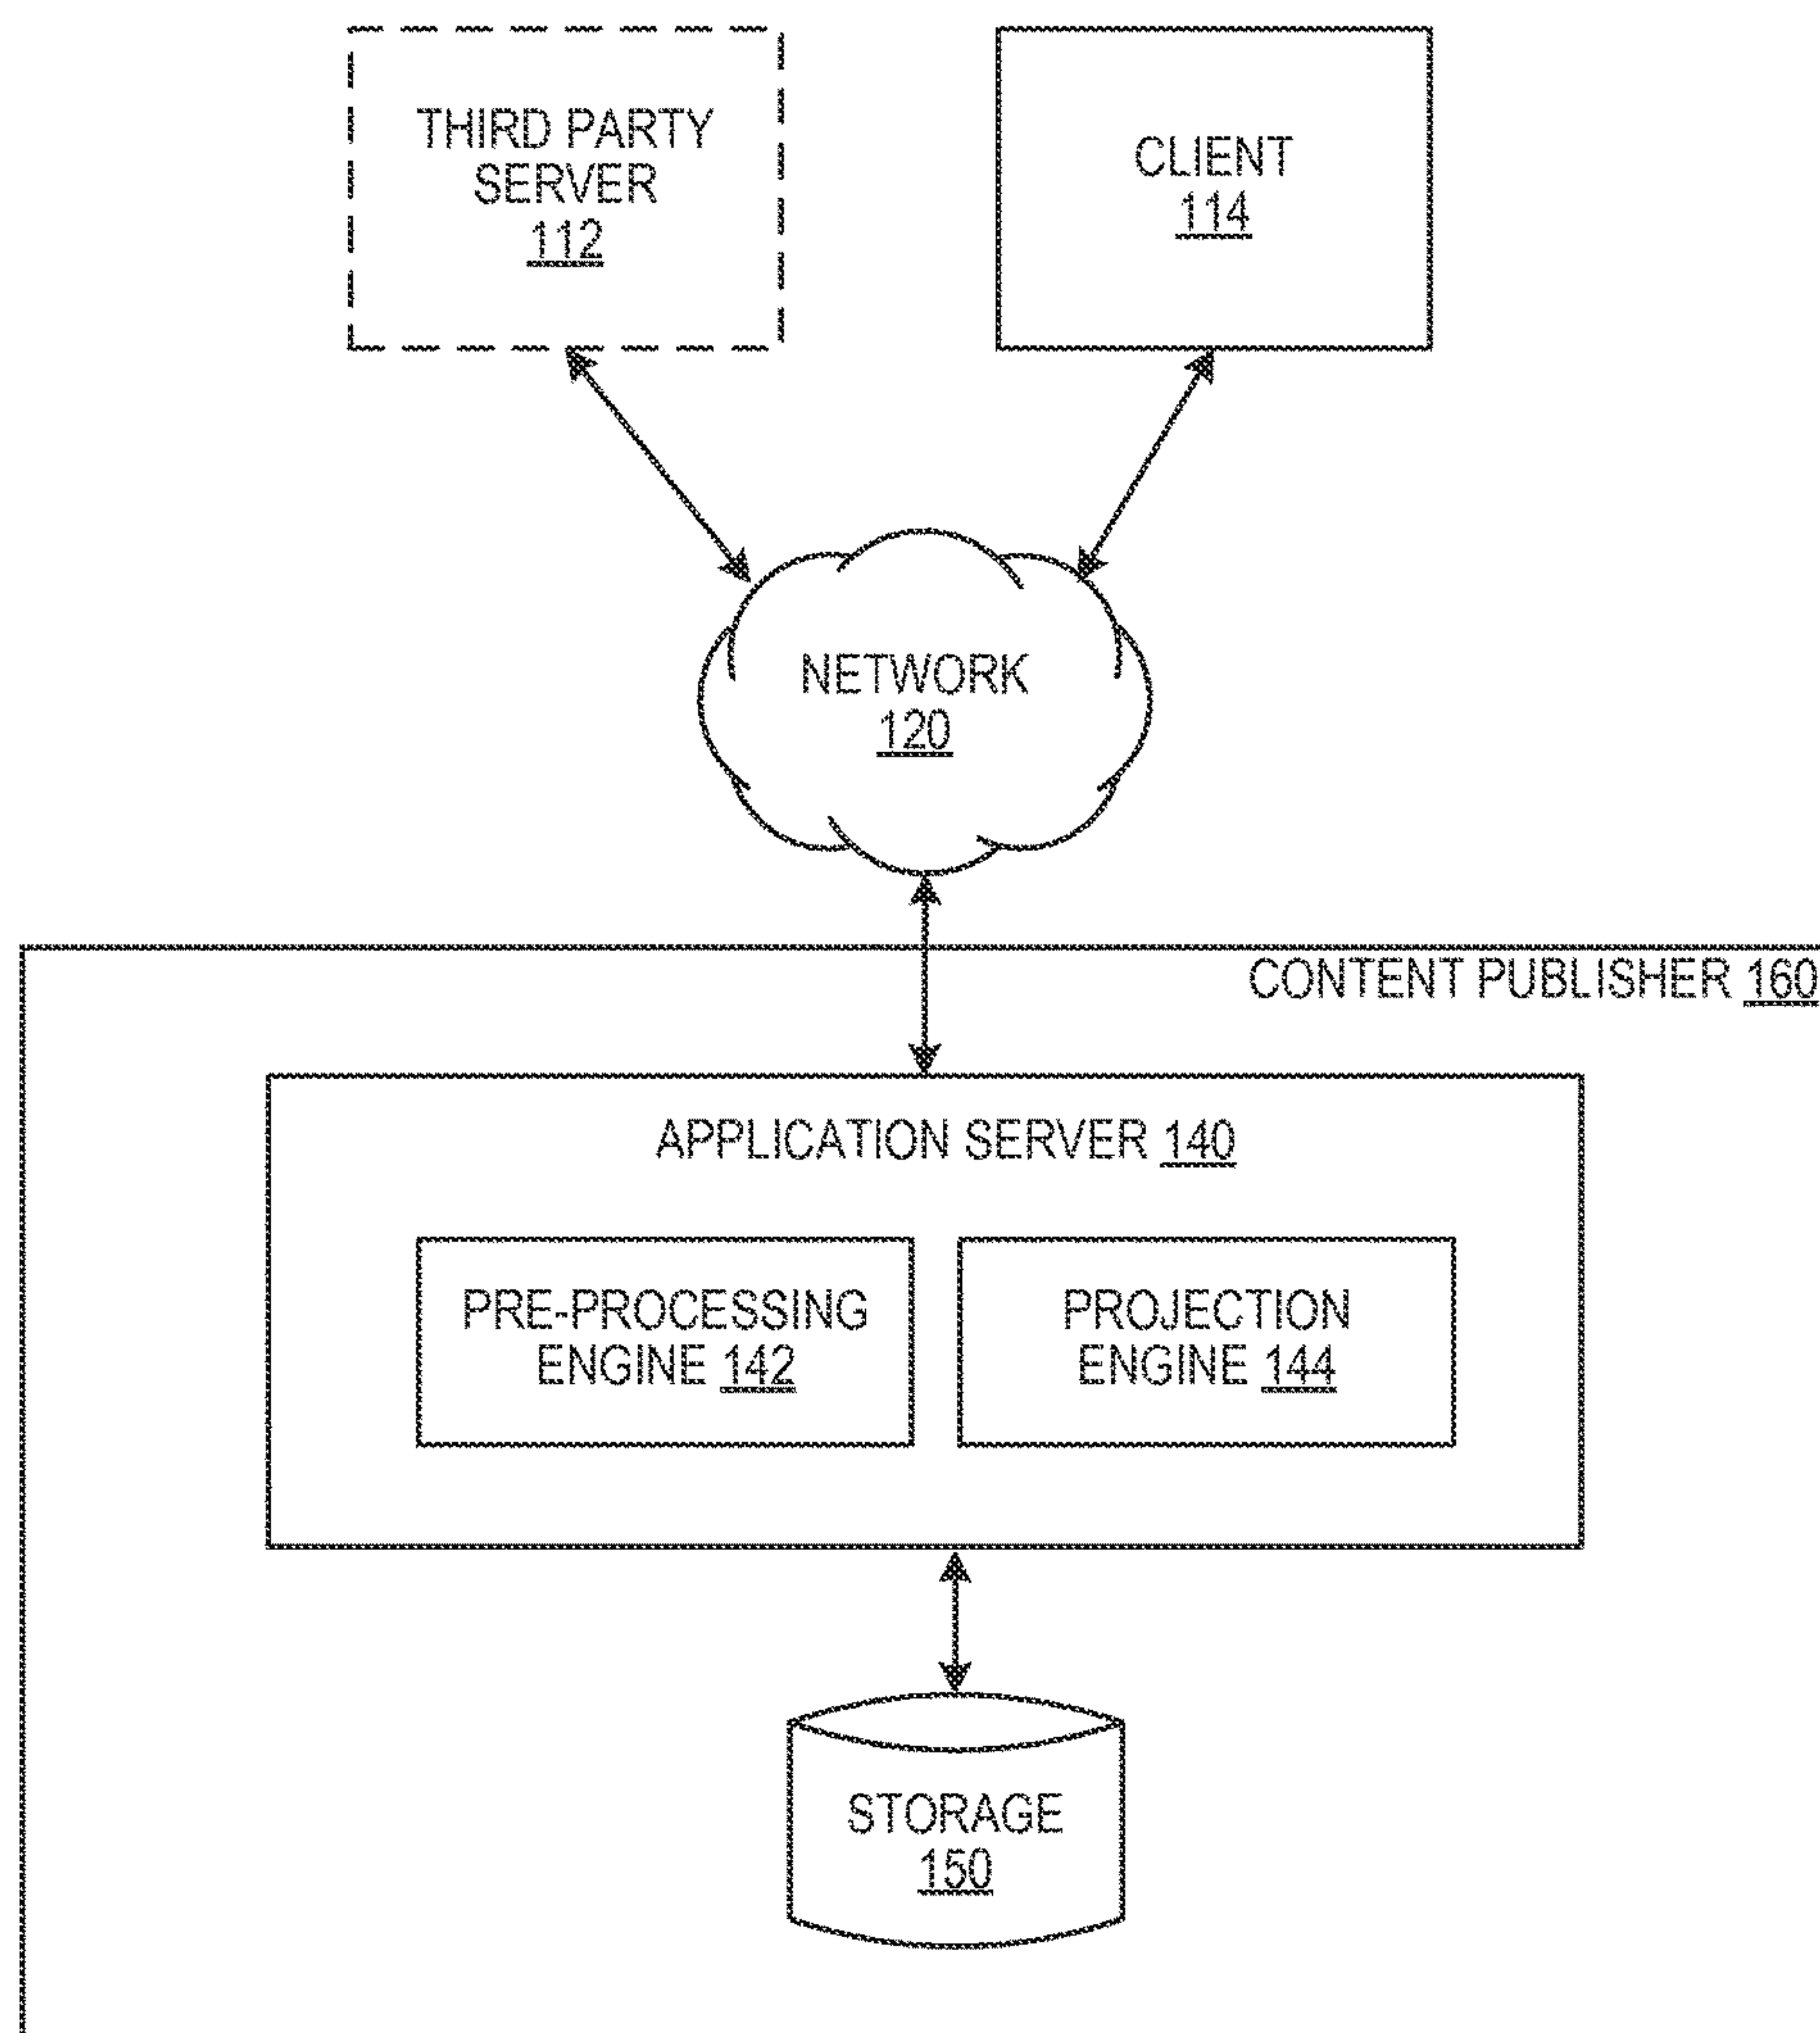 THIRD PARTY
SERVER
112
CLIENT
114
NETWORK
120
CONTENT PUBLISHER 160
APPLICATION SERVER 140
PRE-PROCESSING
ENGINE 142
PROJECTION
ENGINE 144
STORAGE
150